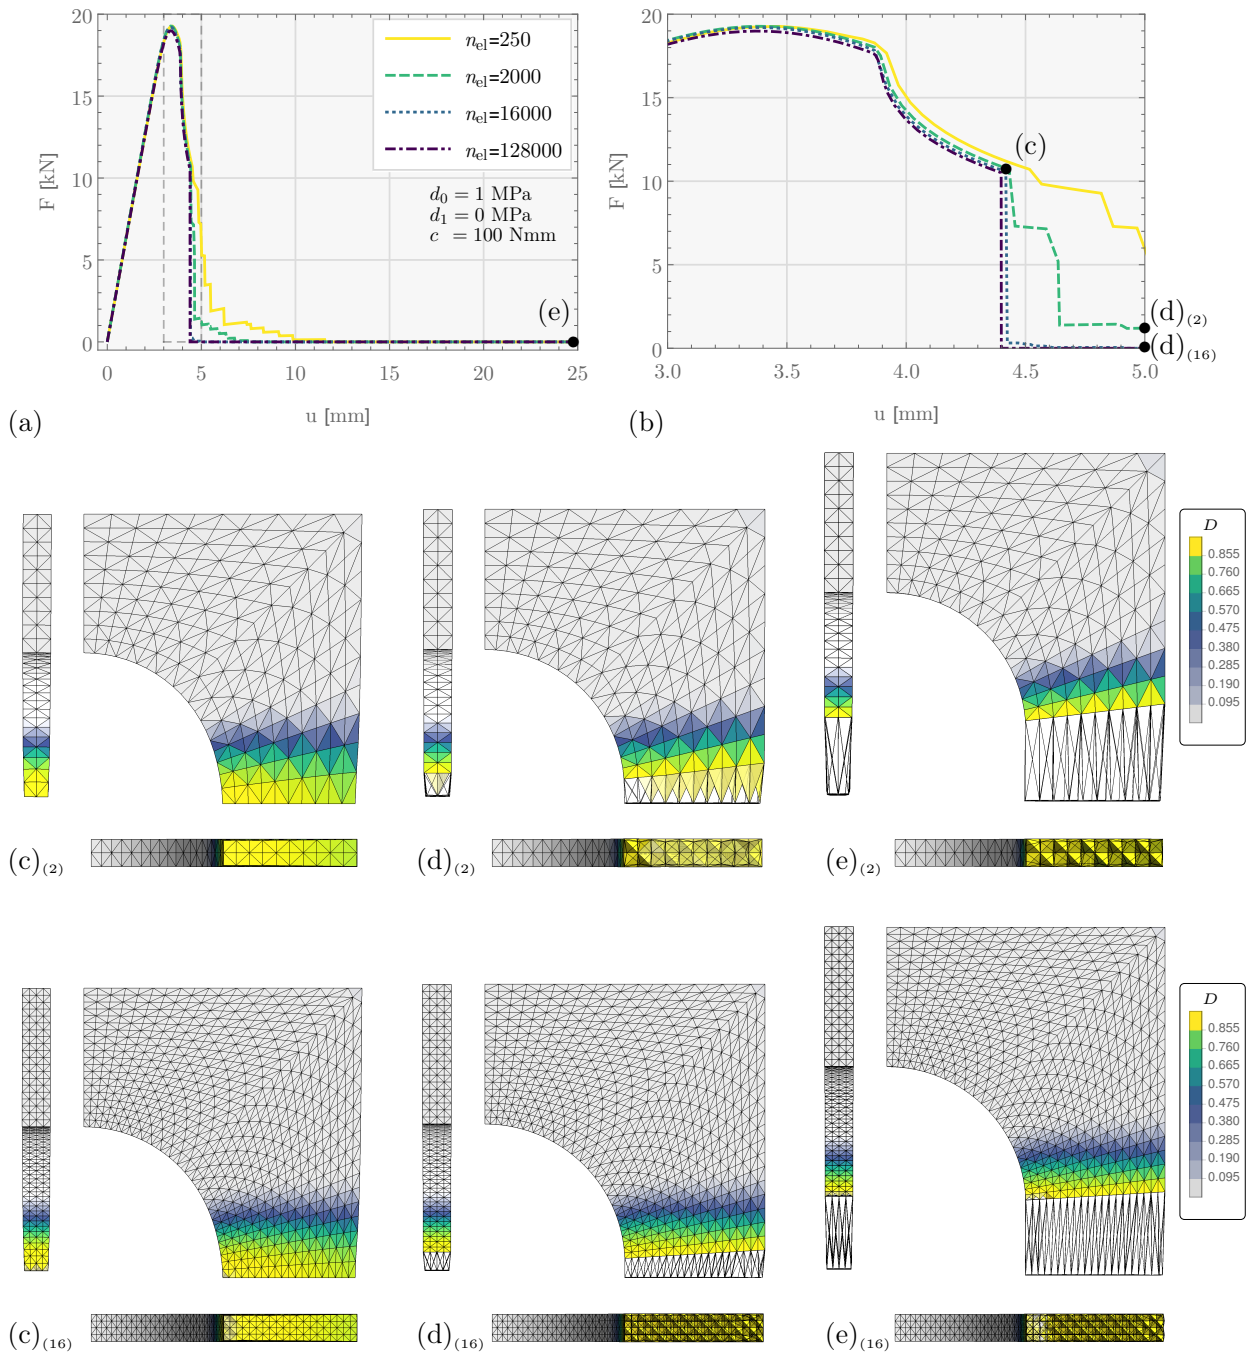 20
15
10
5
0
F [kN]
0
5
10
15
20
25
u [mm]
(a)
n_el=250
n_el=2000
n_el=16000
n_el=128000
d_0 = 1 MPa
d_1 = 0 MPa
c = 100 Nmm
(e)
20
15
10
5
0
F [kN]
3.0
3.5
4.0
4.5
5.0
u [mm]
(b)
(c)
(d)(2)
(d)(16)
D
0.855
0.760
0.665
0.570
0.475
0.380
0.285
0.190
0.095
(c)(2)
(d)(2)
(e)(2)
D
0.855
0.760
0.665
0.570
0.475
0.380
0.285
0.190
0.095
(c)(16)
(d)(16)
(e)(16)